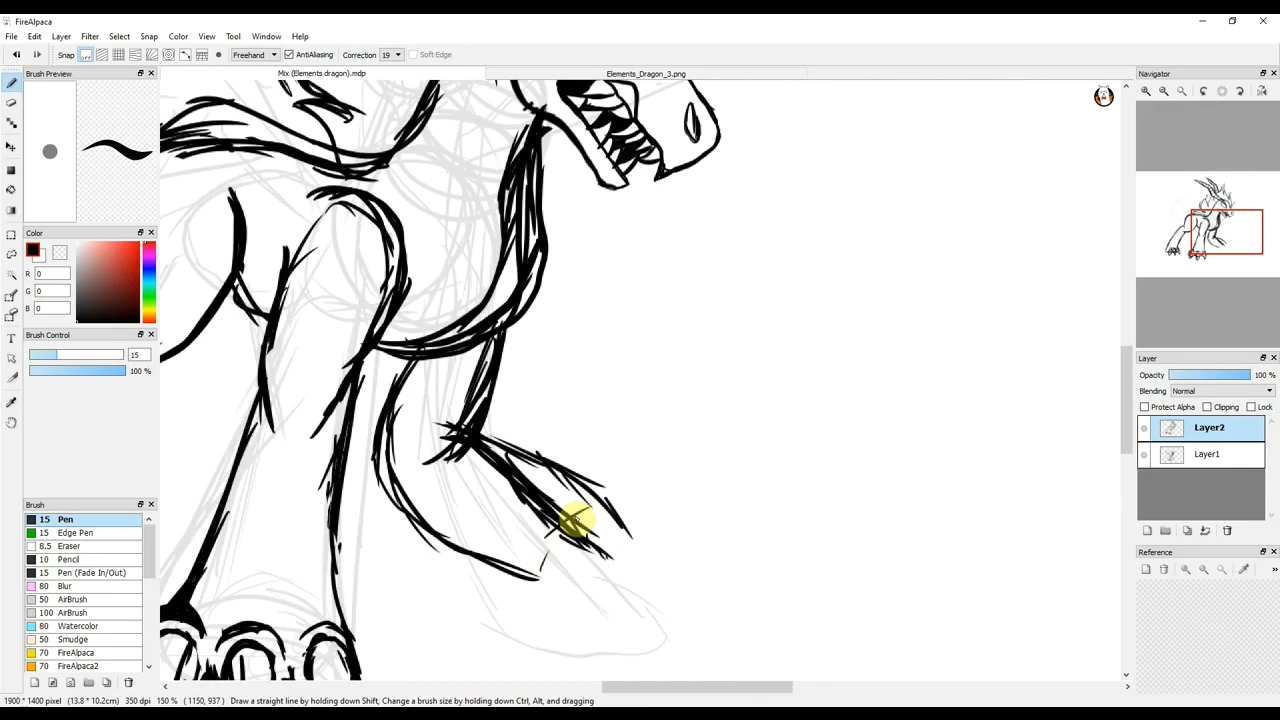 FireAlpaca
File Edit View Filter Select Snap Color Window Help
Snap off Freehand AntiAliasing Correction 19 Soft Edge
Brush Preview
Mix (Elements dragon).mdp
Elements_Dragon_3.png
Navigator
Color
R 0
G 0
B 0
Brush Control
15
100 %
Brush
15 Pen
15 Edge Pen
8.5 Eraser
10 Pencil
15 Pen (Fade In/Out)
80 Blur
50 AirBrush
100 AirBrush
80 Watercolor
50 Smudge
70 FireAlpaca
70 FireAlpaca2
Layer
Opacity 100 %
Blending Normal
Protect Alpha Clipping Lock
Layer2
Layer1
Reference
»
1900 * 1400 pixel (13.8 * 10.2cm) 350 dpi 150 % ( 1150, 937 ) Draw a straight line by holding down Shift, Change a brush size by holding down Ctrl, Alt, and dragging